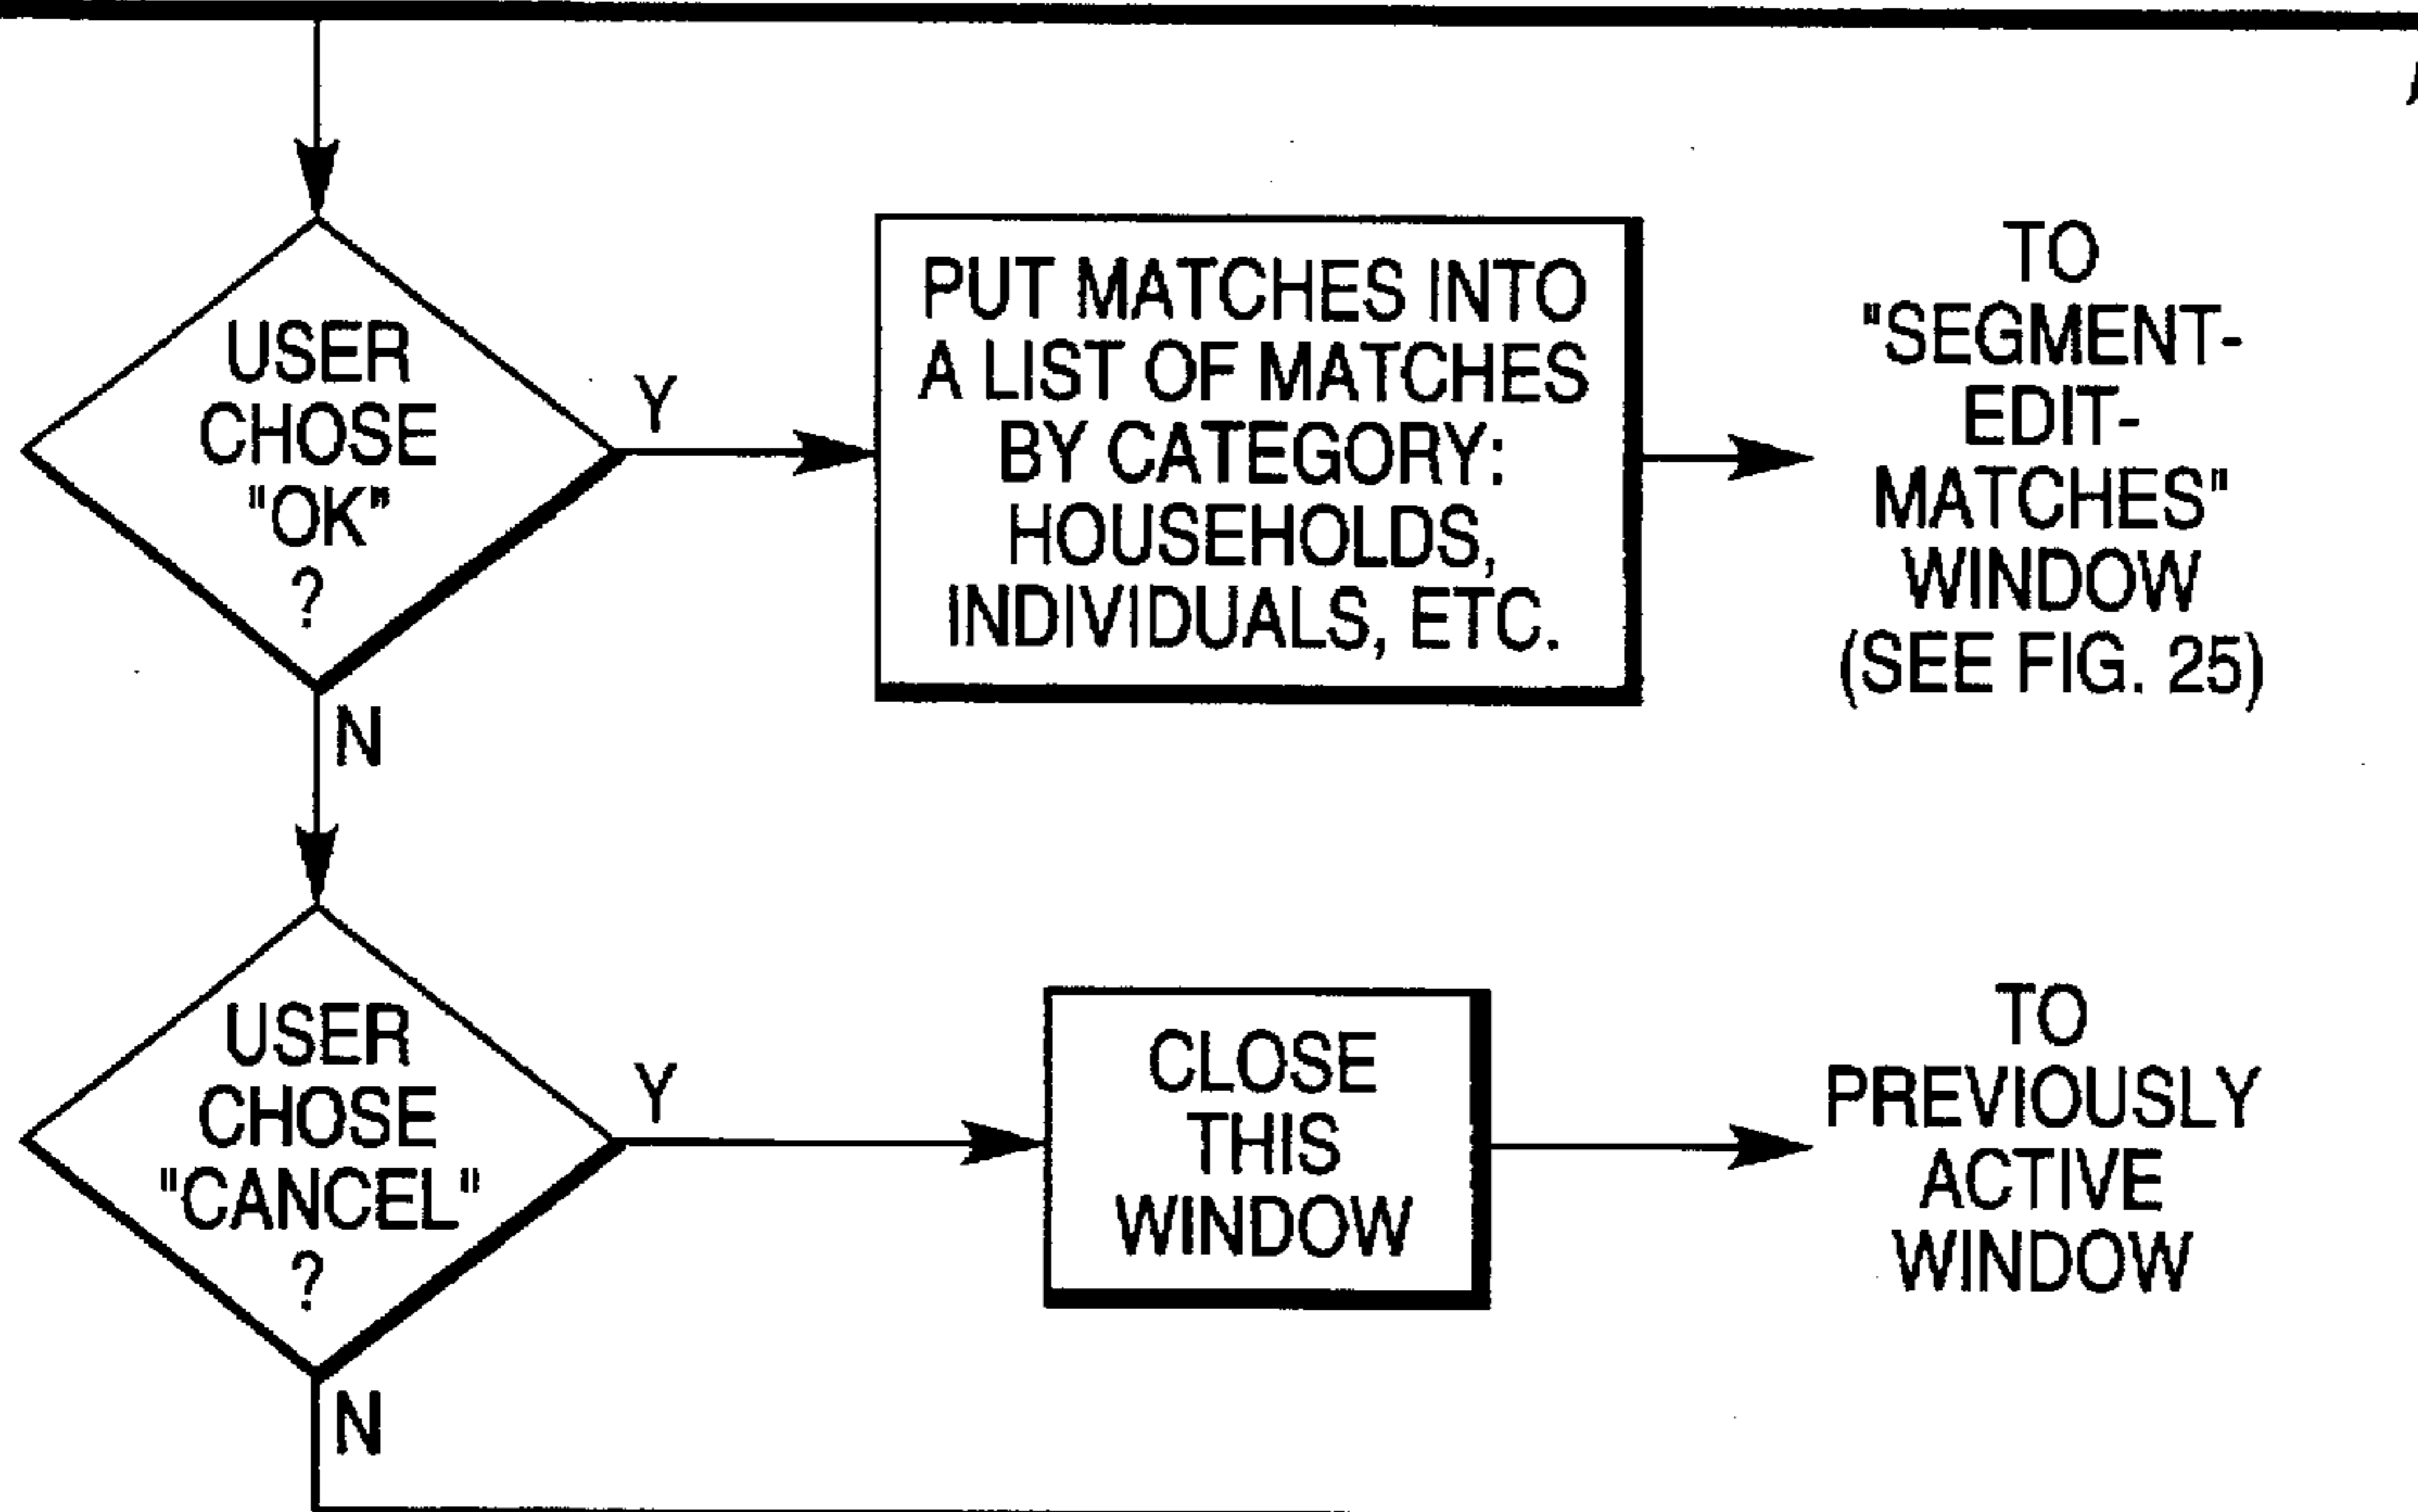 USER
CHOSE
"OK"
?
Y
N
PUT MATCHES INTO
A LIST OF MATCHES
BY CATEGORY:
HOUSEHOLDS,
INDIVIDUALS, ETC.
TO
"SEGMENT-
EDIT-
MATCHES"
WINDOW
(SEE FIG. 25)
USER
CHOSE
"CANCEL"
?
Y
N
CLOSE
THIS
WINDOW
TO
PREVIOUSLY
ACTIVE
WINDOW